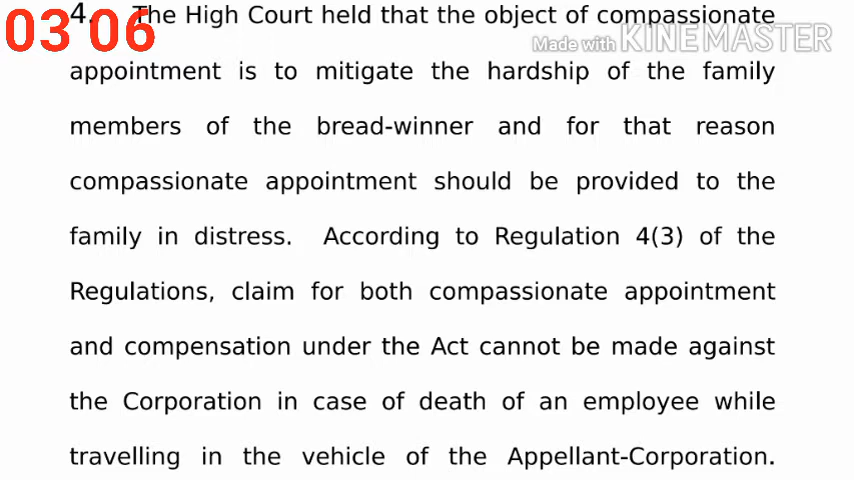 4. The High Court held that the object of compassionate
03 06
Made with KINEMASTER
appointment is to mitigate the hardship of the family
members of the bread-winner and for that reason
compassionate appointment should be provided to the
family in distress. According to Regulation 4(3) of the
Regulations, claim for both compassionate appointment
and compensation under the Act cannot be made against
the Corporation in case of death of an employee while
travelling in the vehicle of the Appellant-Corporation.